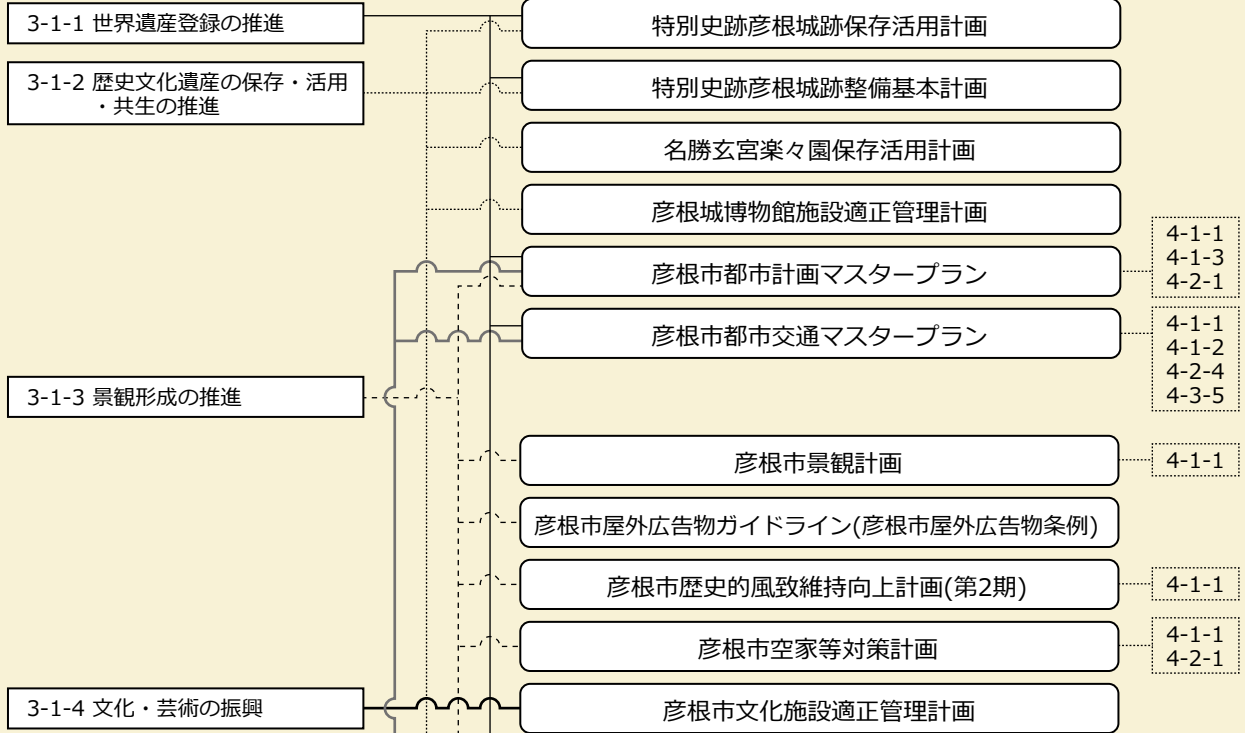 3-1-1 世界遺産登録の推進
特別史跡彦根城跡保存活用計画
3-1-2 歴史文化遺産の保存・活用
・共生の推進
特別史跡彦根城跡整備基本計画
名勝玄宮楽々園保存活用計画
彦根城博物館施設適正管理計画
彦根市都市計画マスタープラン
4-1-1
4-1-3
4-2-1
彦根市都市交通マスタープラン
4-1-1
4-1-2
4-2-4
4-3-5
3-1-3 景観形成の推進
彦根市景観計画
4-1-1
彦根市屋外広告物ガイドライン(彦根市屋外広告物条例)
彦根市歴史的風致維持向上計画(第2期)
4-1-1
彦根市空家等対策計画
4-1-1
4-2-1
3-1-4 文化・芸術の振興
彦根市文化施設適正管理計画